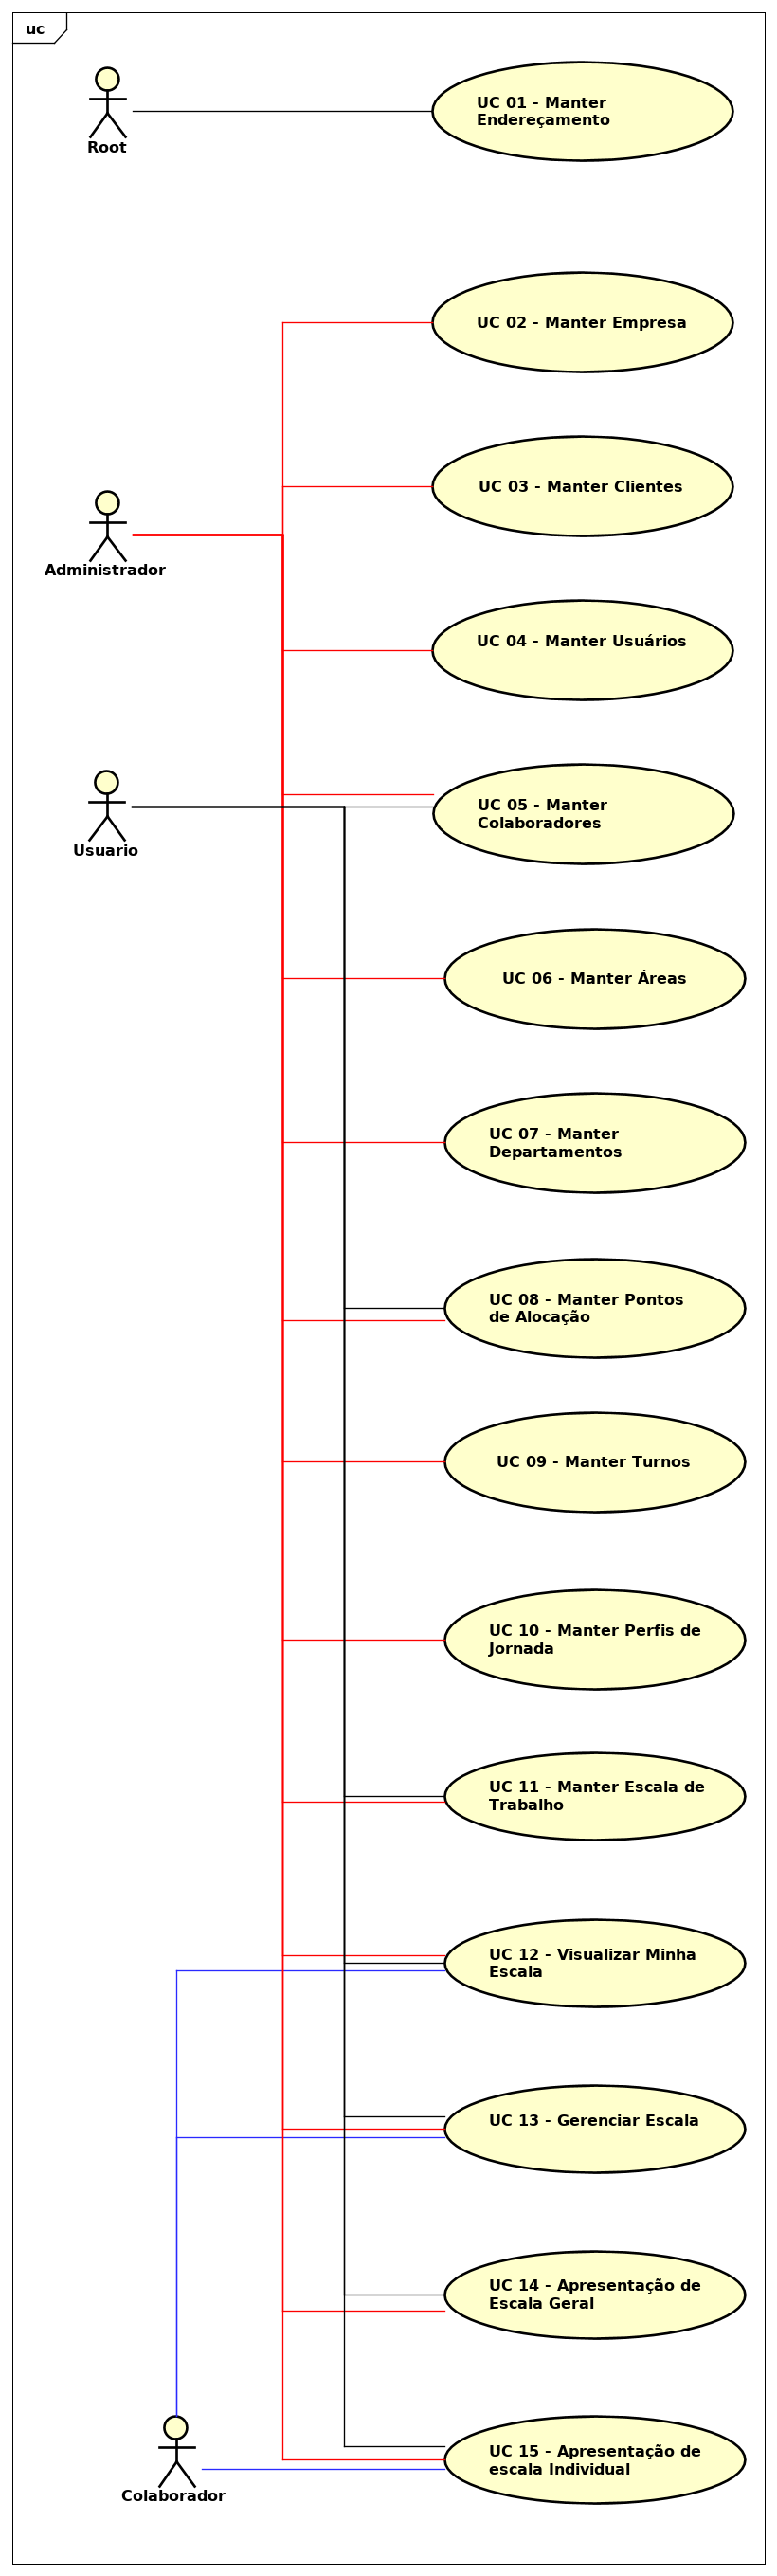 uc
Root
UC 01 - Manter
Endereçamento
UC 02 - Manter Empresa
UC 03 - Manter Clientes
Administrador
UC 04 - Manter Usuários
Usuario
UC 05 - Manter
Colaboradores
UC 06 - Manter Áreas
UC 07 - Manter
Departamentos
UC 08 - Manter Pontos
de Alocação
UC 09 - Manter Turnos
UC 10 - Manter Perfis de
Jornada
UC 11 - Manter Escala de
Trabalho
UC 12 - Visualizar Minha
Escala
UC 13 - Gerenciar Escala
UC 14 - Apresentação de
Escala Geral
Colaborador
UC 15 - Apresentação de
escala Individual